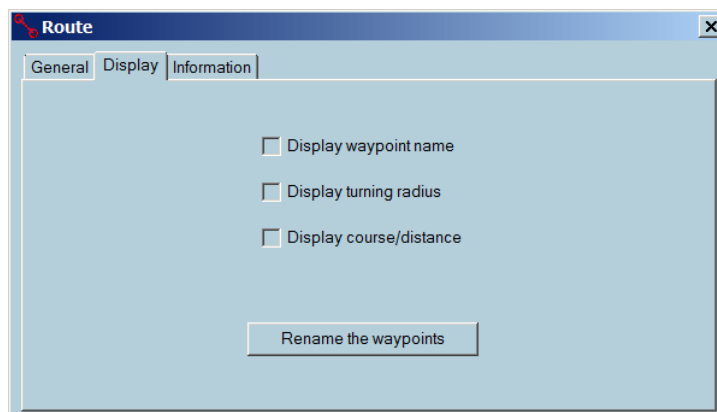 Route
General Display Information
Display waypoint name
Display turning radius
Display course/distance
Rename the waypoints